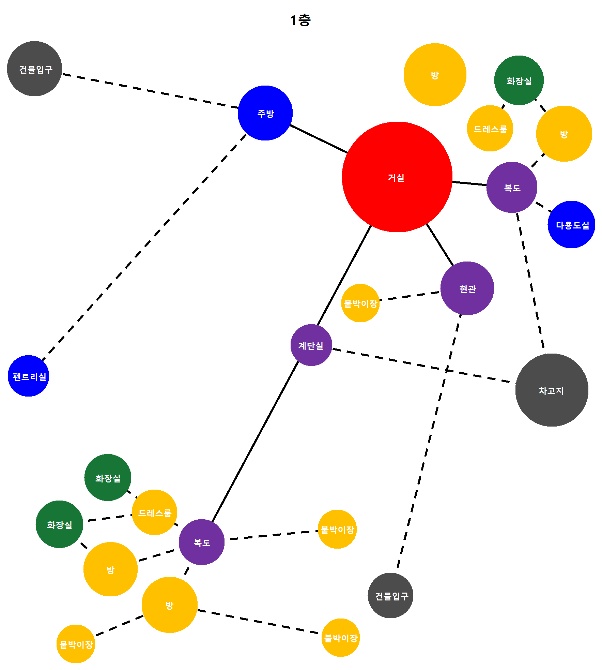 1층
건물입구
방
화장실
주방
드레스룸
방
거실
복도
다용도실
현관
붙박이장
계단실
펜트리실
차고지
화장실
드레스룸
화장실
붙박이장
복도
방
건물입구
방
붙박이장
붙박이장